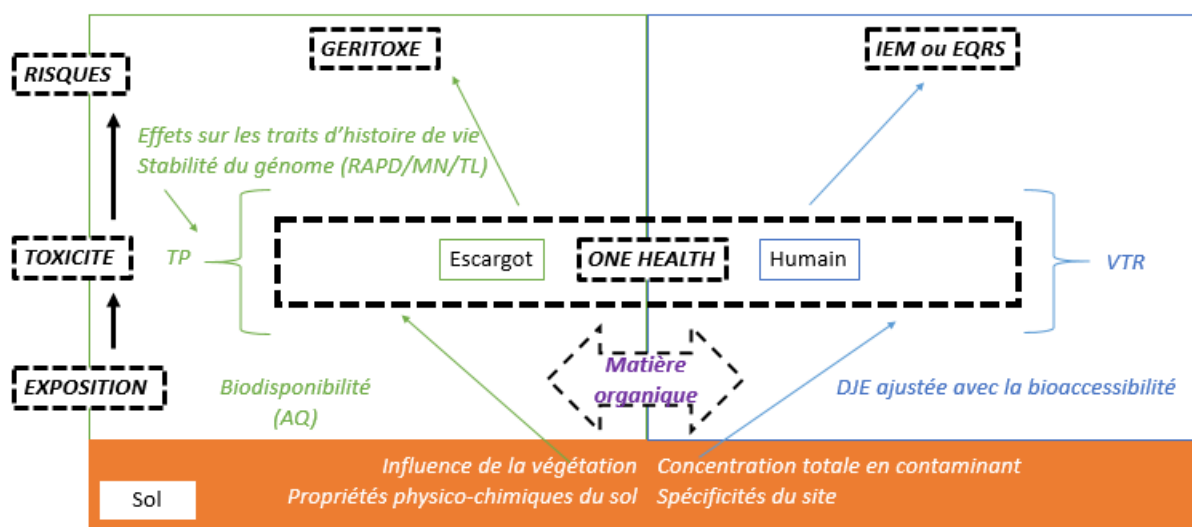 GERITOXE
IEM ou EQRS
RISQUES
Effets sur les traits d'histoire de vie
Stabilité du génome (RAPD/MN/TL)
TOXICITE
TP
Escargot
ONE HEALTH
Humain
VTR
Matière
organique
EXPOSITION
Biodisponibilité
(AQ)
DJE ajustée avec la bioaccessibilité
Influence de la végétation
Propriétés physico-chimiques du sol
Concentration totale en contaminant
Spécificités du site
Sol